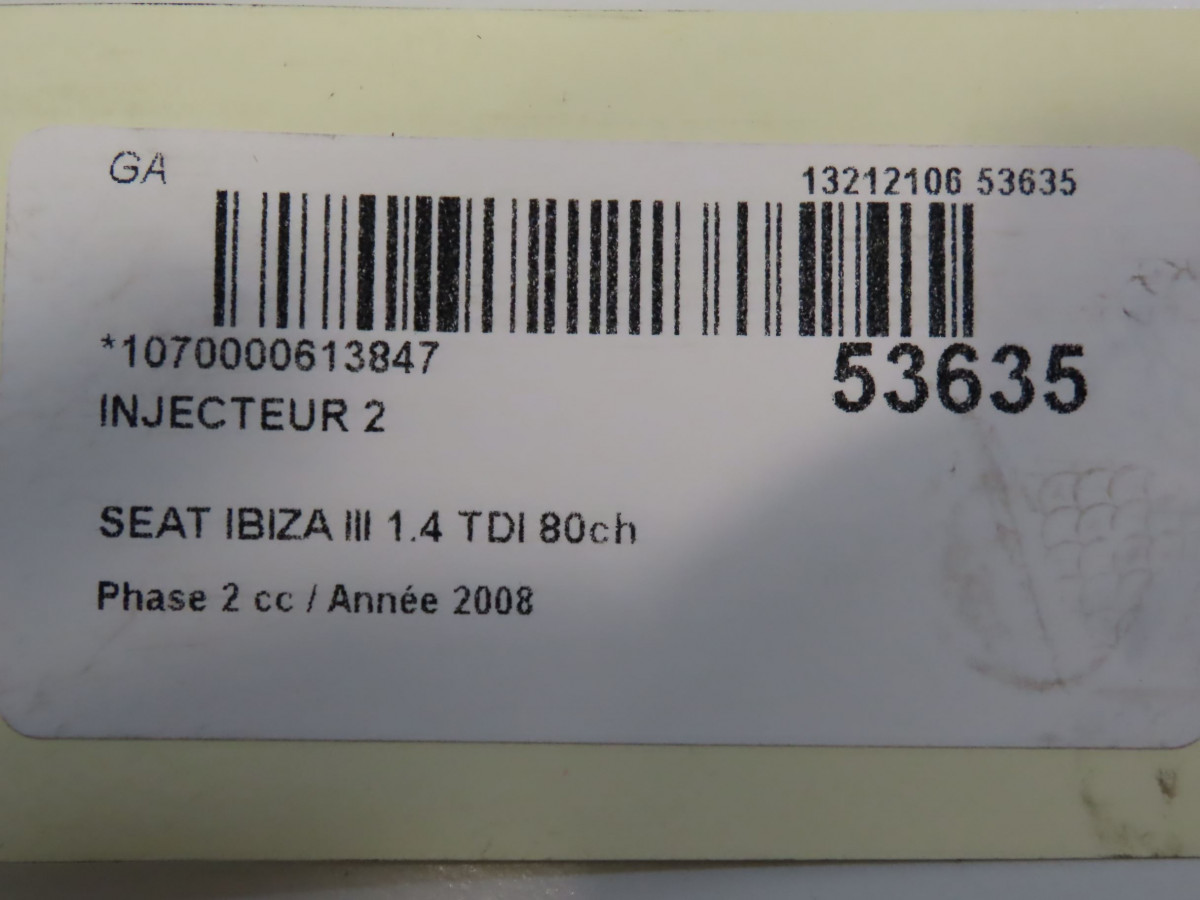 GA
13212106 53635
*1070000613847
53635
INJECTEUR 2
SEAT IBIZA III 1.4 TDI 80ch
Phase 2 cc / Année 2008